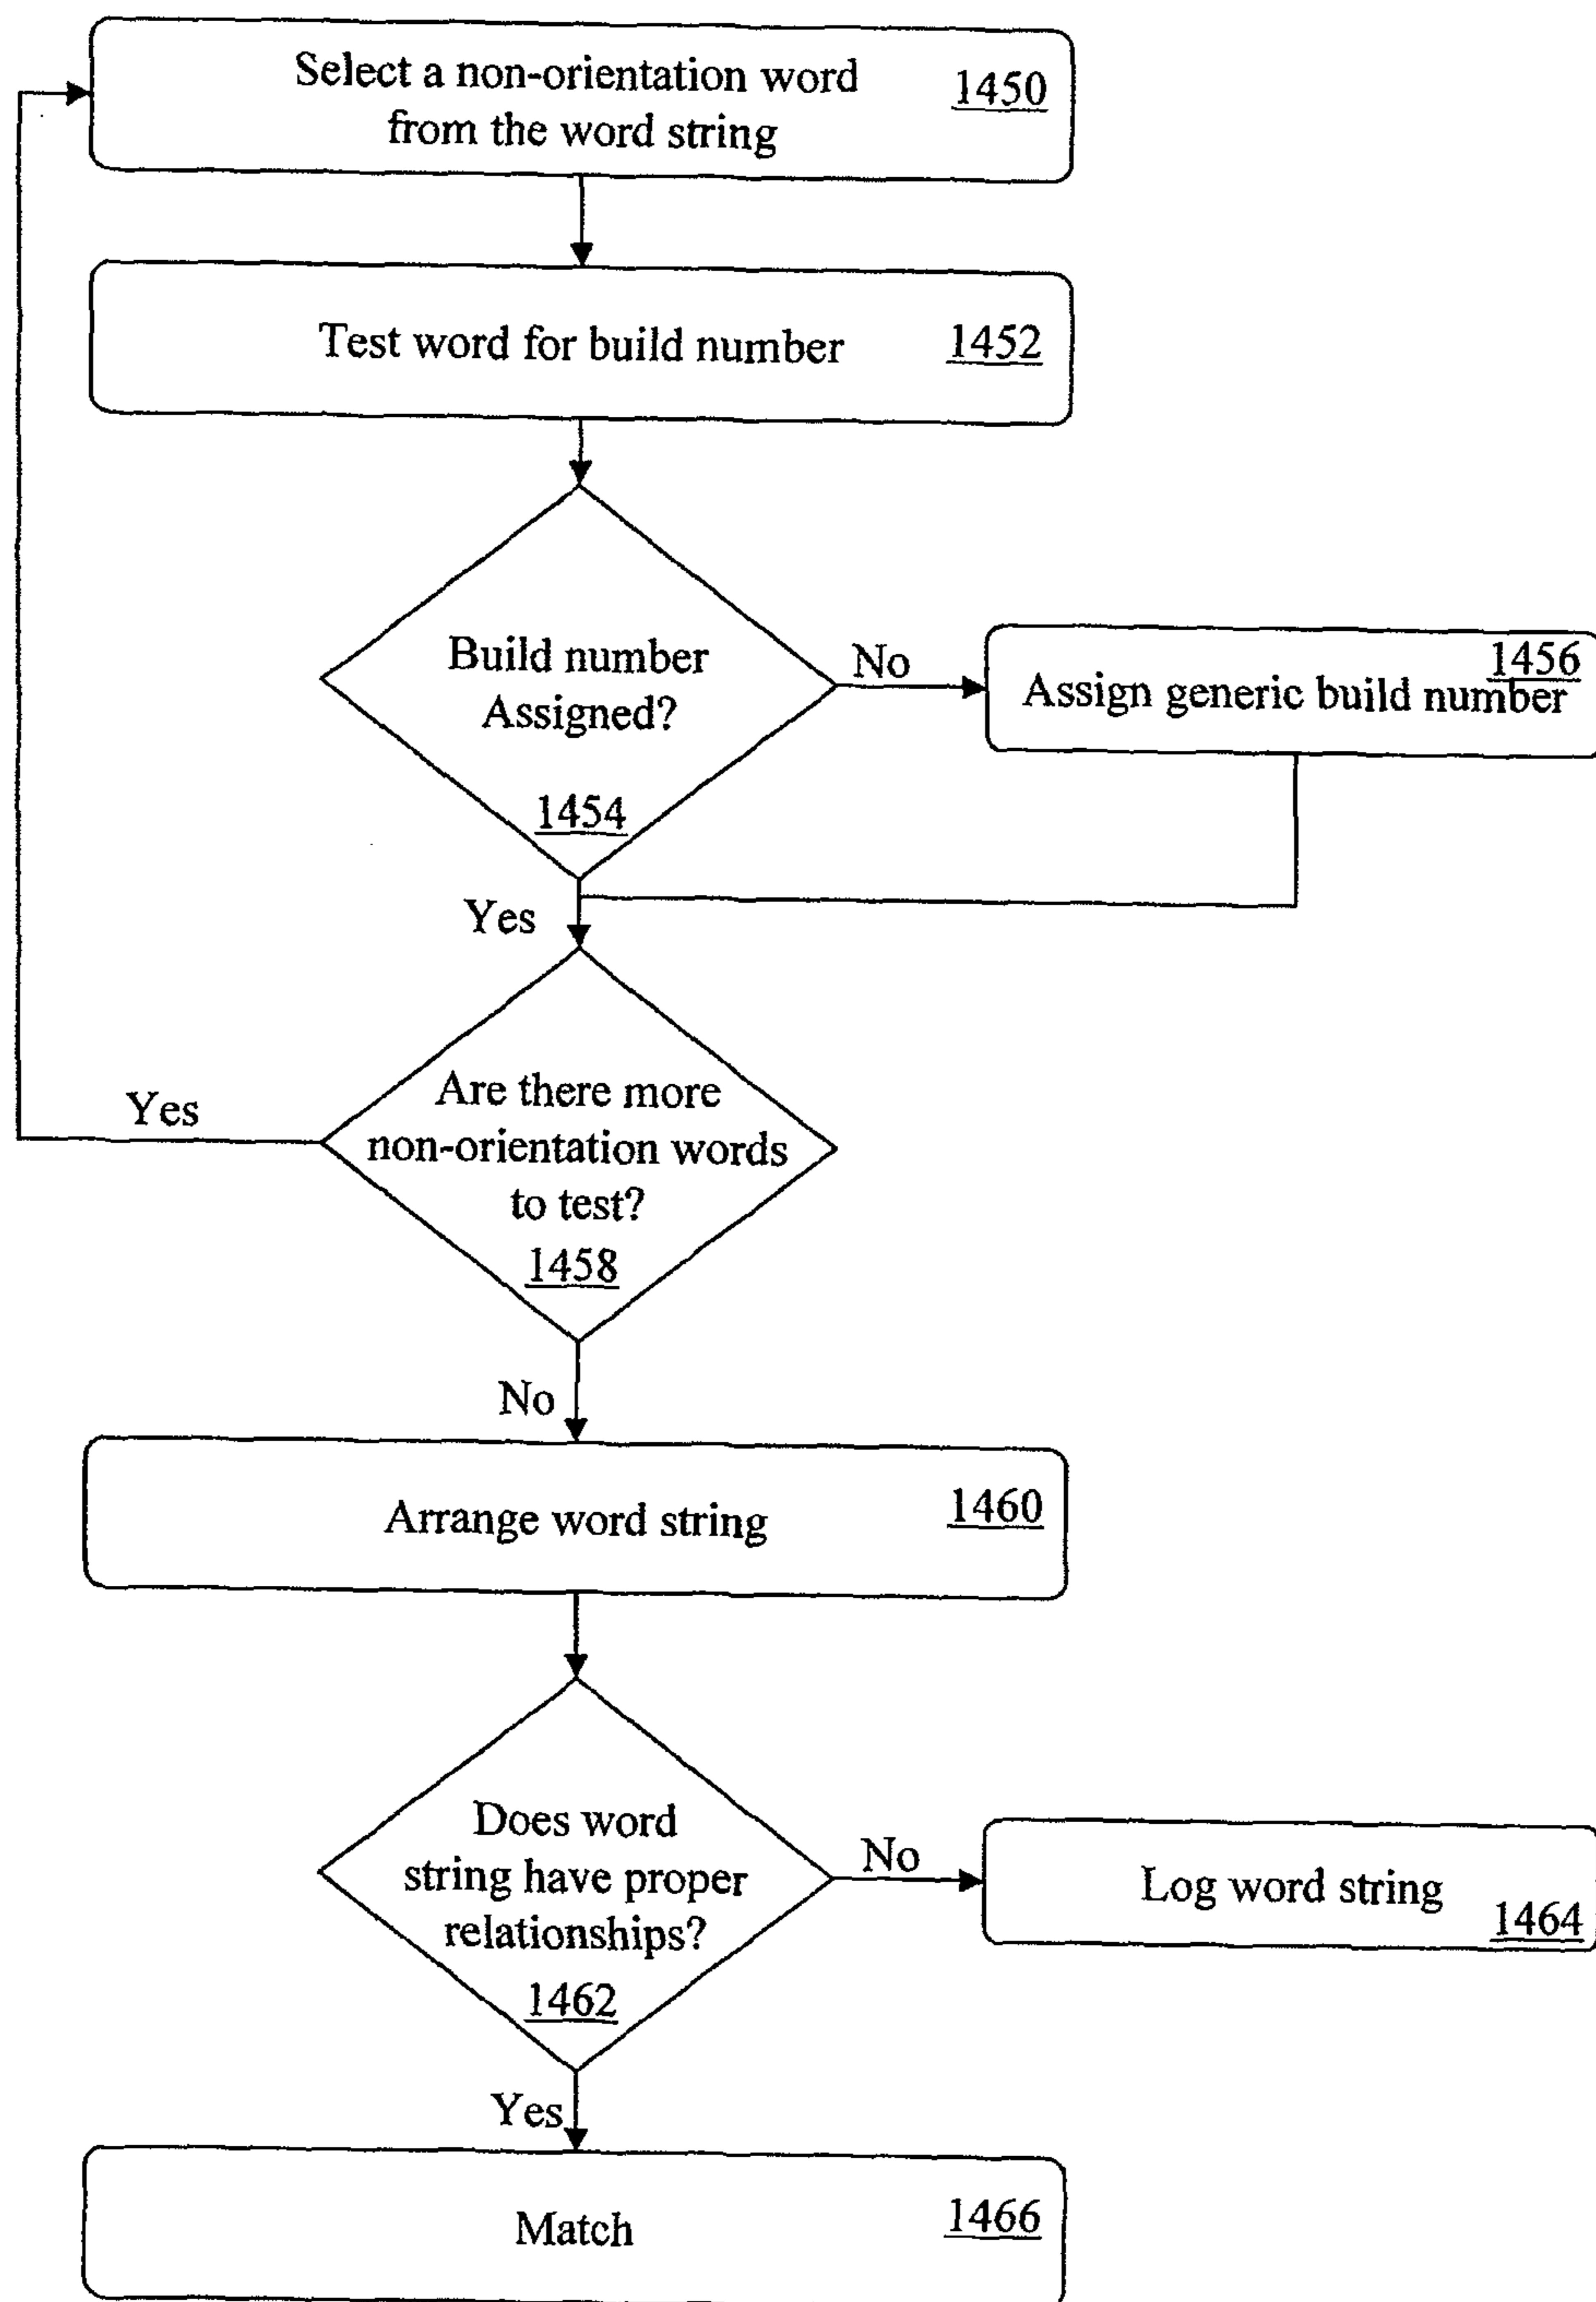 Select a non-orientation word 1450
from the word string
Test word for build number 1452
Build number
Assigned?
1454
No
1456
Assign generic build number
Yes
Are there more
non-orientation words
to test?
1458
Yes
No
Arrange word string 1460
Does word
string have proper
relationships?
1462
No
Log word string
1464
Yes
Match 1466